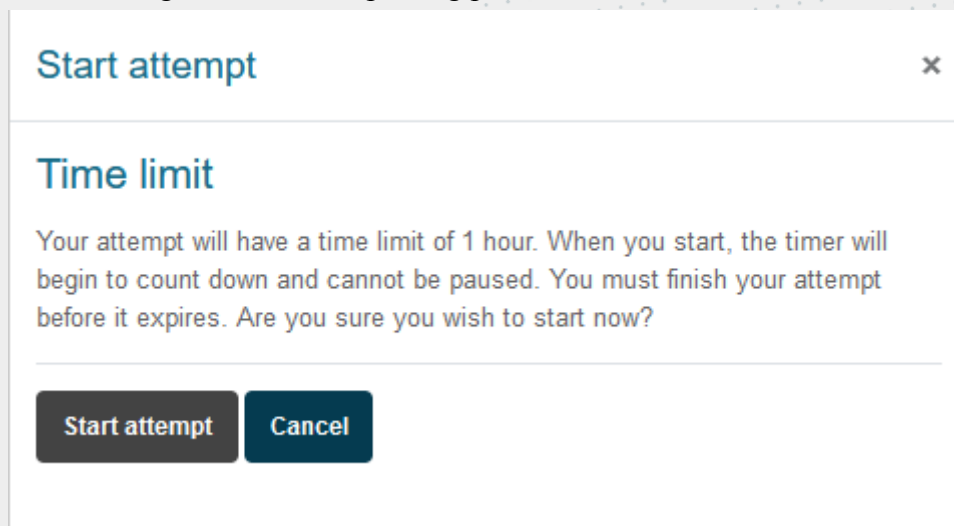 Start attempt ×
Time limit
Your attempt will have a time limit of 1 hour. When you start, the timer will
begin to count down and cannot be paused. You must finish your attempt
before it expires. Are you sure you wish to start now?
Start attempt Cancel